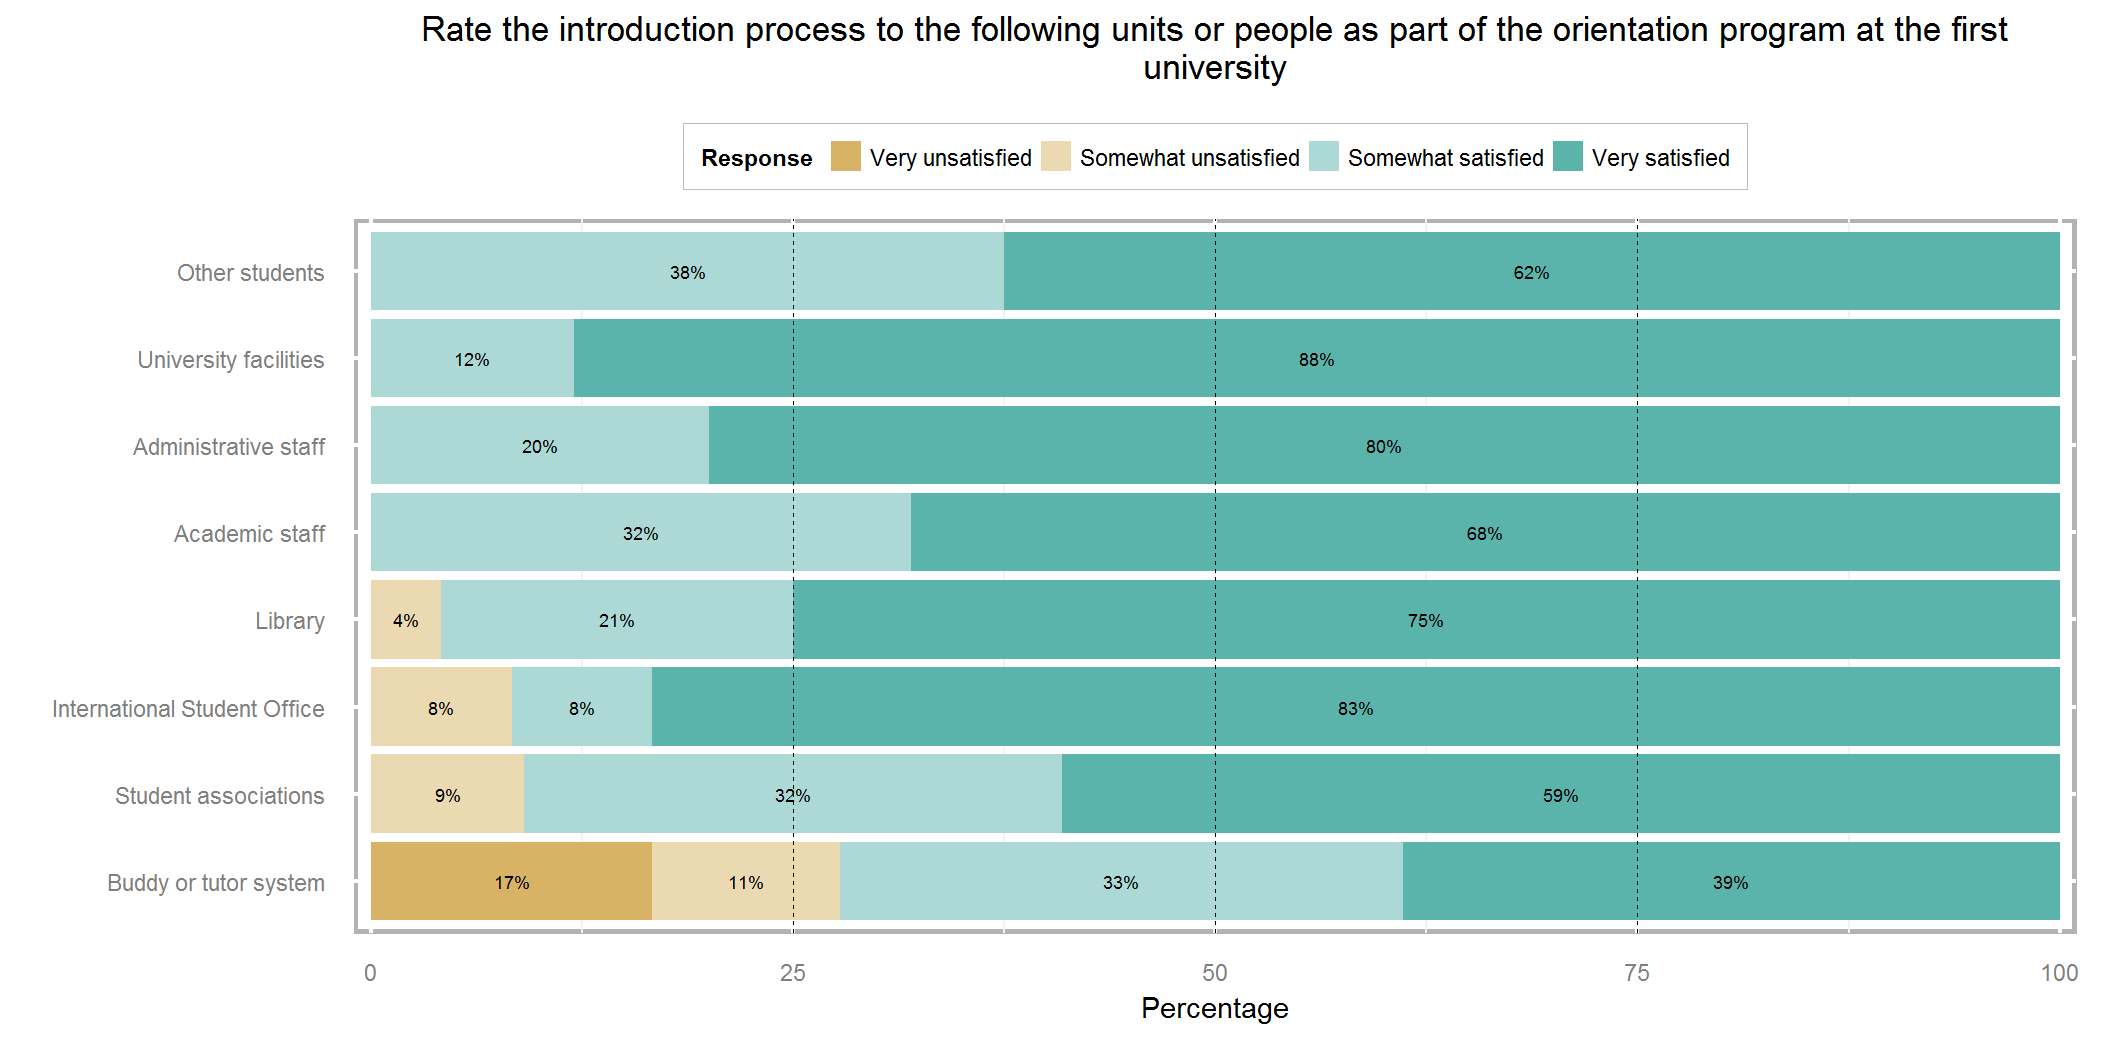 Rate the introduction process to the following units or people as part of the orientation program at the first
university
Response Very unsatisfied Somewhat unsatisfied Somewhat satisfied Very satisfied
Other students 38% 62%
University facilities 12% 88%
Administrative staff 20% 80%
Academic staff 32% 68%
Library 4% 21% 75%
International Student Office 8% 8% 83%
Student associations 9% 32% 59%
Buddy or tutor system 17% 11% 33% 39%
0 25 50 75 100
Percentage